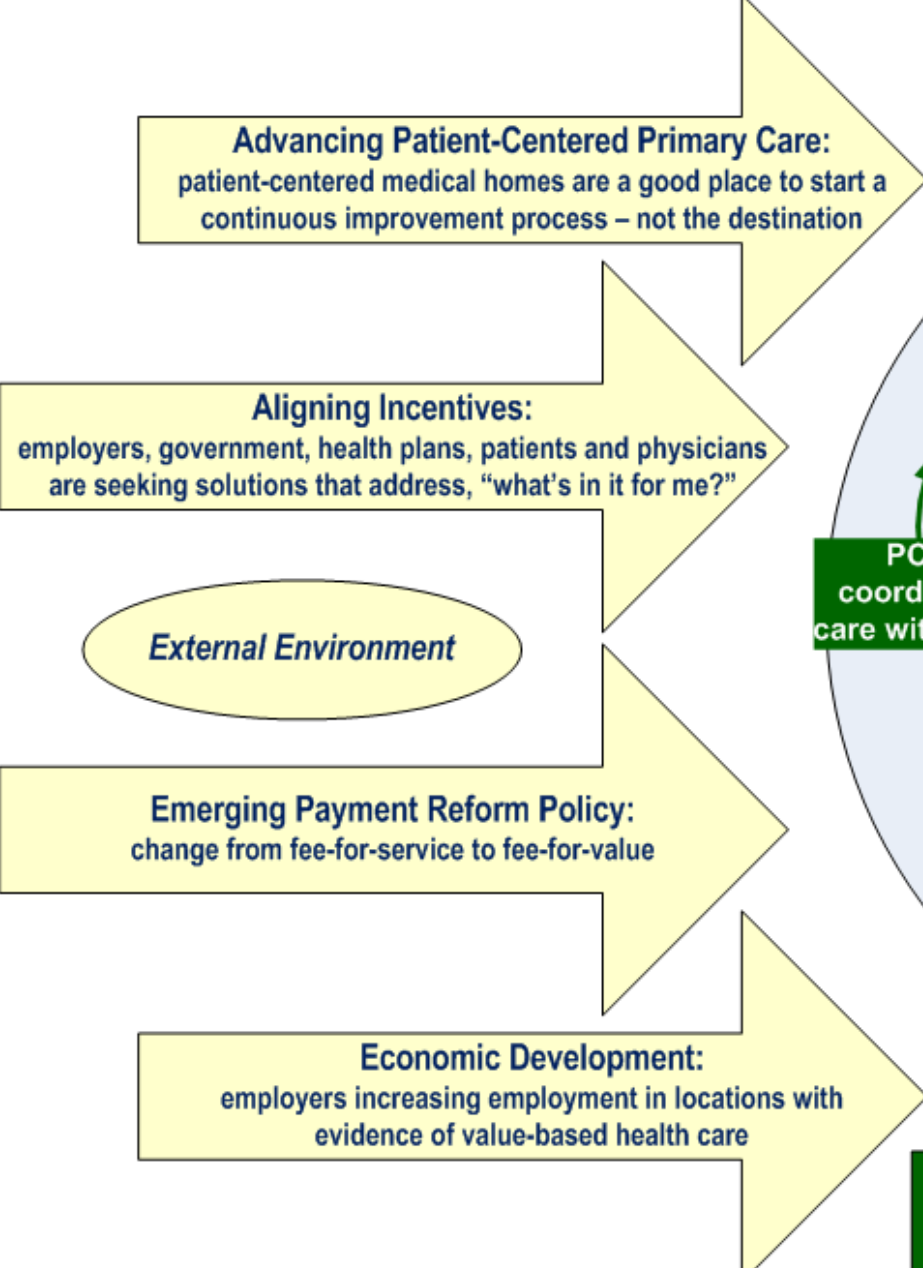 Advancing Patient-Centered Primary Care:
patient-centered medical homes are a good place to start a
continuous improvement process – not the destination
Aligning Incentives:
employers, government, health plans, patients and physicians
are seeking solutions that address, “what’s in it for me?”
External Environment
care
Emerging Payment Reform Policy:
change from fee-for-service to fee-for-value
Economic Development:
employers increasing employment in locations with
evidence of value-based health care